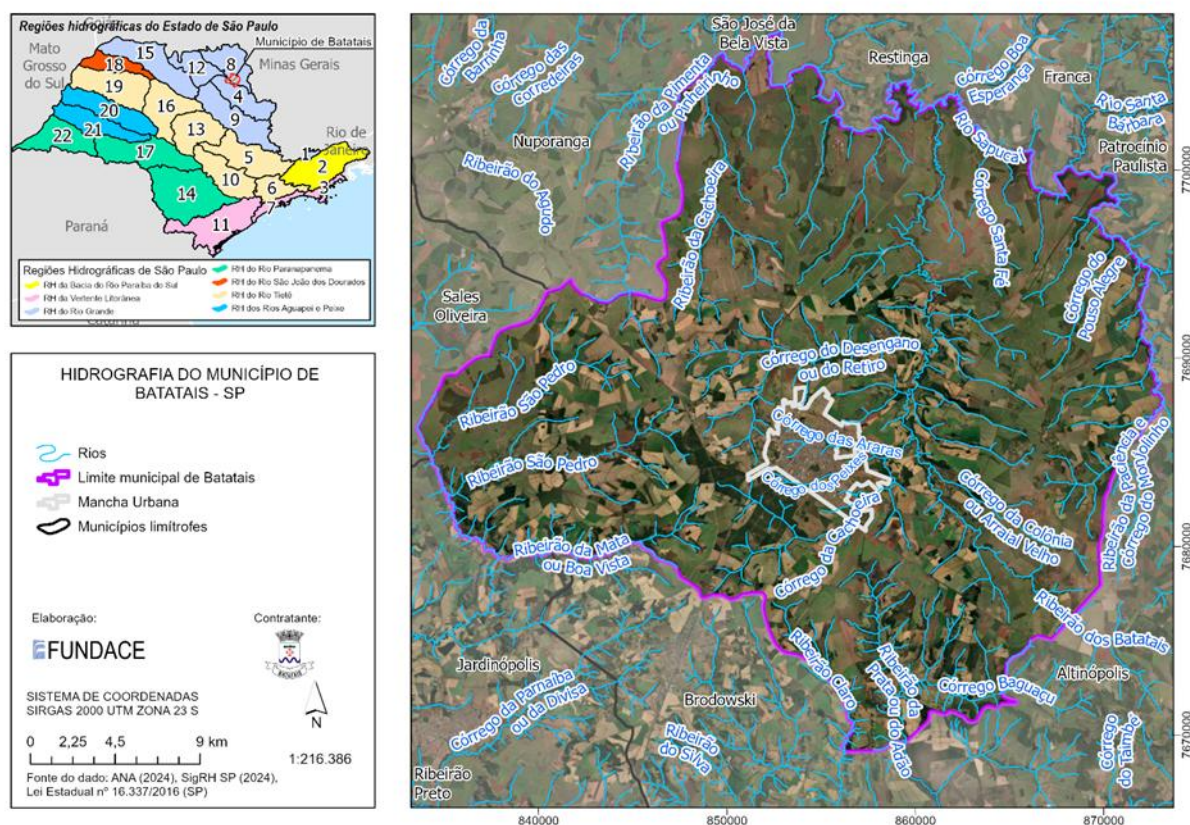 Regiões hidrográficas do Estado de São Paulo
Município de Batatais
Mato
Grosso
do Sul
Minas Gerais
Rio de
Janeiro
Paraná
15
12
8
18
19
4
16
9
20
13
22
21
17
5
1
2
10
14
6
3
7
11
Regiões Hidrográficas de São Paulo
RH da Bacia do Rio Paraíba do Sul
RH da Vertente Litorânea
RH do Rio Grande
RH do Rio Paranapanema
RH do Rio São João dos Dourados
RH do Rio Tietê
RH dos Rios Aguapeí e Peixe
HIDROGRAFIA DO MUNICÍPIO DE
BATATAIS - SP
Rios
Limite municipal de Batatais
Mancha Urbana
Municípios limítrofes
Elaboração:
FUNDACE
Contratante:
BATATAIS
SISTEMA DE COORDENADAS
SIRGAS 2000 UTM ZONA 23 S
N
0 2,25 4,5 9 km
1:216.386
Fonte do dado: ANA (2024), SigRH SP (2024),
Lei Estadual nº 16.337/2016 (SP)
São José da
Bela Vista
Restinga
Franca
Córrego da
Barrinha
Córrego das
Corredeiras
Ribeirão da Pimenta
ou Pinheirinho
Córrego Boa
Esperança
Rio Santa
Bárbara
Nuporanga
Rio Sapucaí
Patrocínio
Paulista
Ribeirão do Agudo
Ribeirão da Cachoeira
Córrego Santa Fé
Córrego do
Pouso Alegre
Sales
Oliveira
Córrego do Desengano
ou do Retiro
Ribeirão São Pedro
Córrego das Araras
Ribeirão São Pedro
Córrego dos Peixes
Ribeirão da Paciência e
Córrego do Monjolinho
Córrego da Colônia
ou Arraial Velho
Ribeirão da Mata
ou Boa Vista
Córrego da Cachoeira
Ribeirão dos Batatais
Jardinópolis
Ribeirão Claro
Ribeirão da
Prata ou do Adão
Córrego Baguaçu
Altinópolis
Brodowski
Córrego da Parnaíba
ou da Divisa
Ribeirão
do Silva
Córrego
do Taimbé
Ribeirão
Preto
7700000
7690000
7680000
7670000
840000
850000
860000
870000